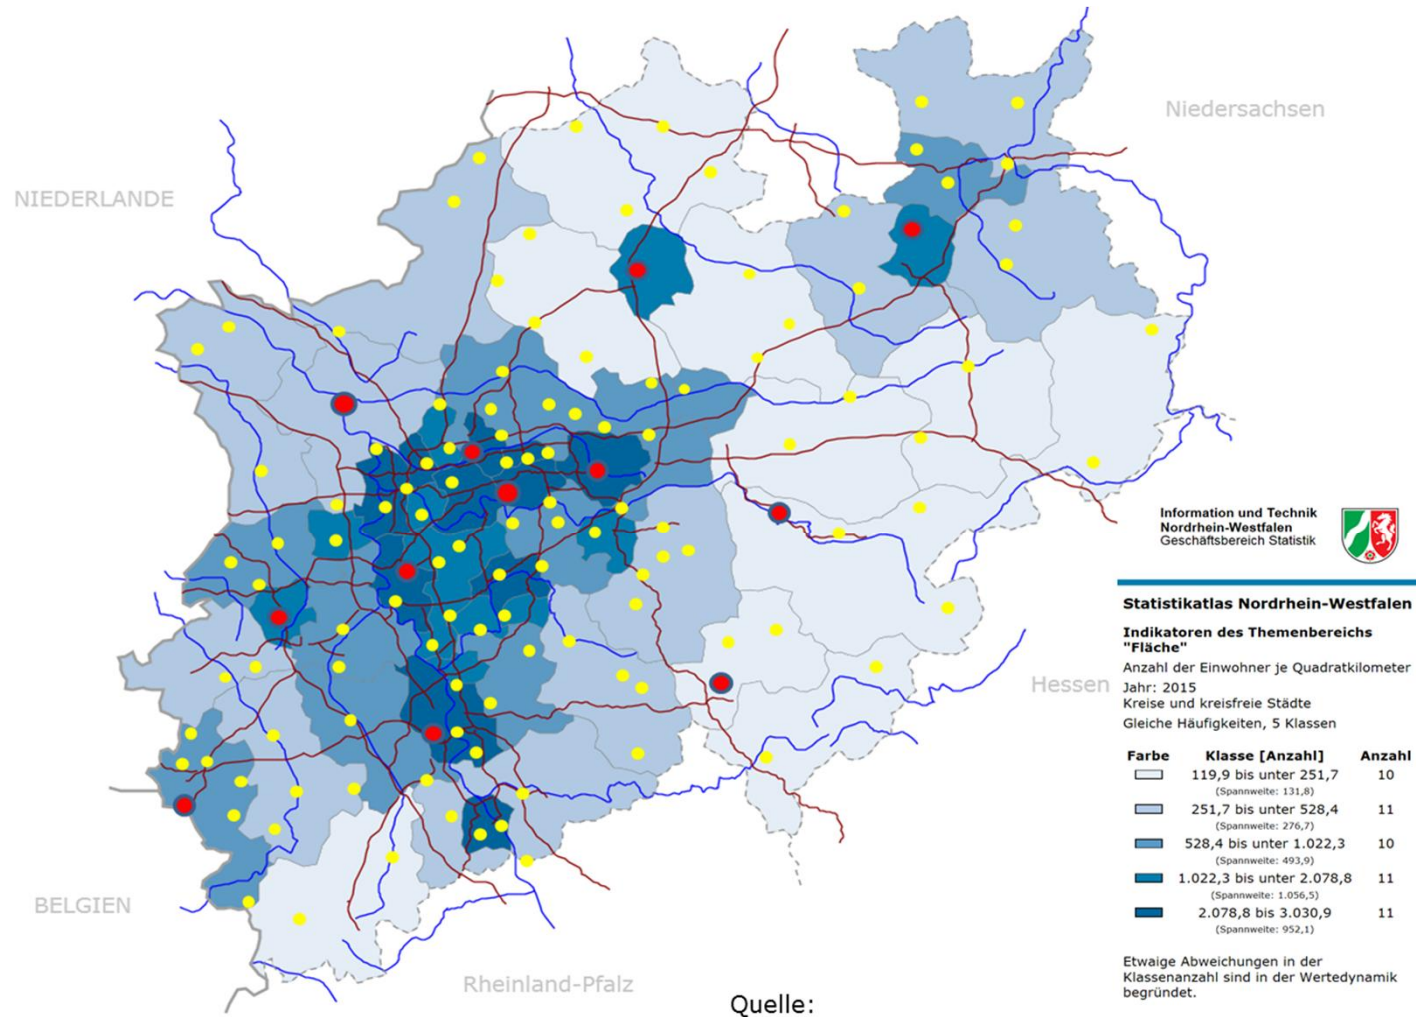 Niedersachsen
NIEDERLANDE
Information und Technik
Nordrhein-Westfalen
Geschäftsbereich Statistik
Statistikatlas Nordrhein-Westfalen
Indikatoren des Themenbereichs
"Fläche"
Anzahl der Einwohner je Quadratkilometer
Jahr: 2015
Kreise und kreisfreie Städte
Gleiche Häufigkeiten, 5 Klassen
Hessen
Farbe Klasse [Anzahl] Anzahl
119,9 bis unter 251,7 10
(Spannweite: 131,8)
251,7 bis unter 528,4 11
(Spannweite: 276,7)
528,4 bis unter 1.022,3 10
(Spannweite: 493,9)
1.022,3 bis unter 2.078,8 11
(Spannweite: 1.056,5)
2.078,8 bis 3.030,9 11
(Spannweite: 952,1)
BELGIEN
Etwaige Abweichungen in der
Klassenanzahl sind in der Wertedynamik
begründet.
Rheinland-Pfalz
Quelle: